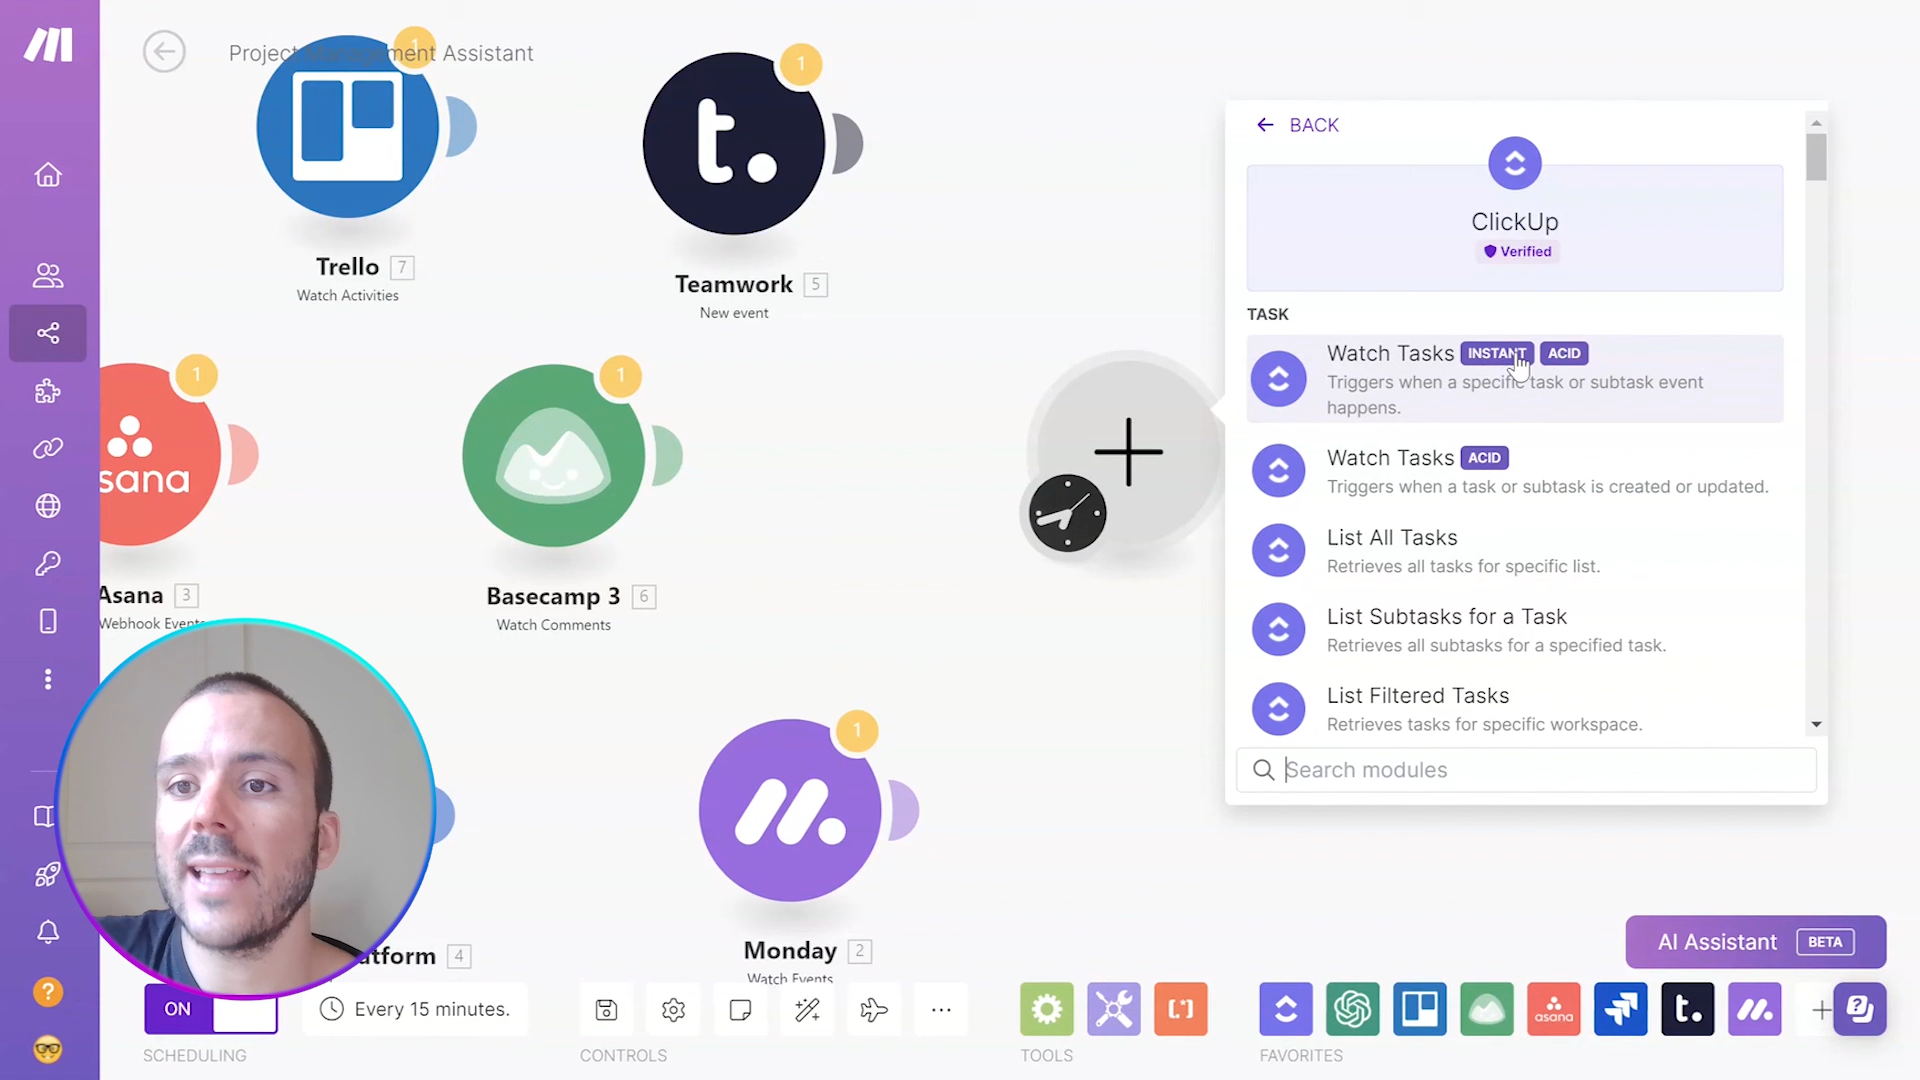 Project Management Assistant
1
1
t.
Trello 7
Watch Activities
Teamwork 5
New event
1
asana
Asana 3
Webhook Events
1
Basecamp 3 6
Watch Comments
1
Monday 2
Watch Events
4
BACK
ClickUp
Verified
TASK
Watch Tasks INSTANT ACID
Triggers when a specific task or subtask event
happens.
Watch Tasks ACID
Triggers when a task or subtask is created or updated.
List All Tasks
Retrieves all tasks for specific list.
List Subtasks for a Task
Retrieves all subtasks for a specified task.
List Filtered Tasks
Retrieves tasks for specific workspace.
Search modules
AI Assistant BETA
ON
Every 15 minutes.
[.*]
asana
t.
SCHEDULING
CONTROLS
TOOLS
FAVORITES